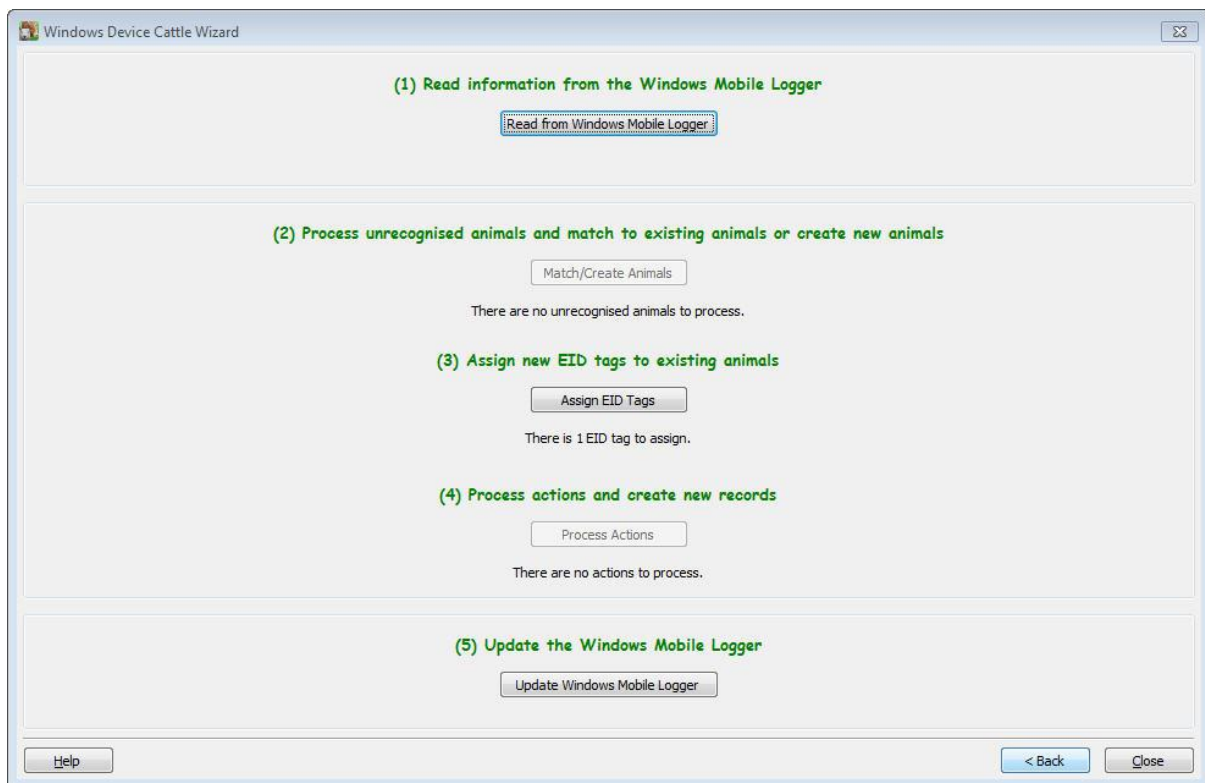 Windows Device Cattle Wizard
(1) Read information from the Windows Mobile Logger
Read from Windows Mobile Logger
(2) Process unrecognised animals and match to existing animals or create new animals
Match/Create Animals
There are no unrecognised animals to process.
(3) Assign new EID tags to existing animals
Assign EID Tags
There is 1 EID tag to assign.
(4) Process actions and create new records
Process Actions
There are no actions to process.
(5) Update the Windows Mobile Logger
Update Windows Mobile Logger
Help
< Back
Close